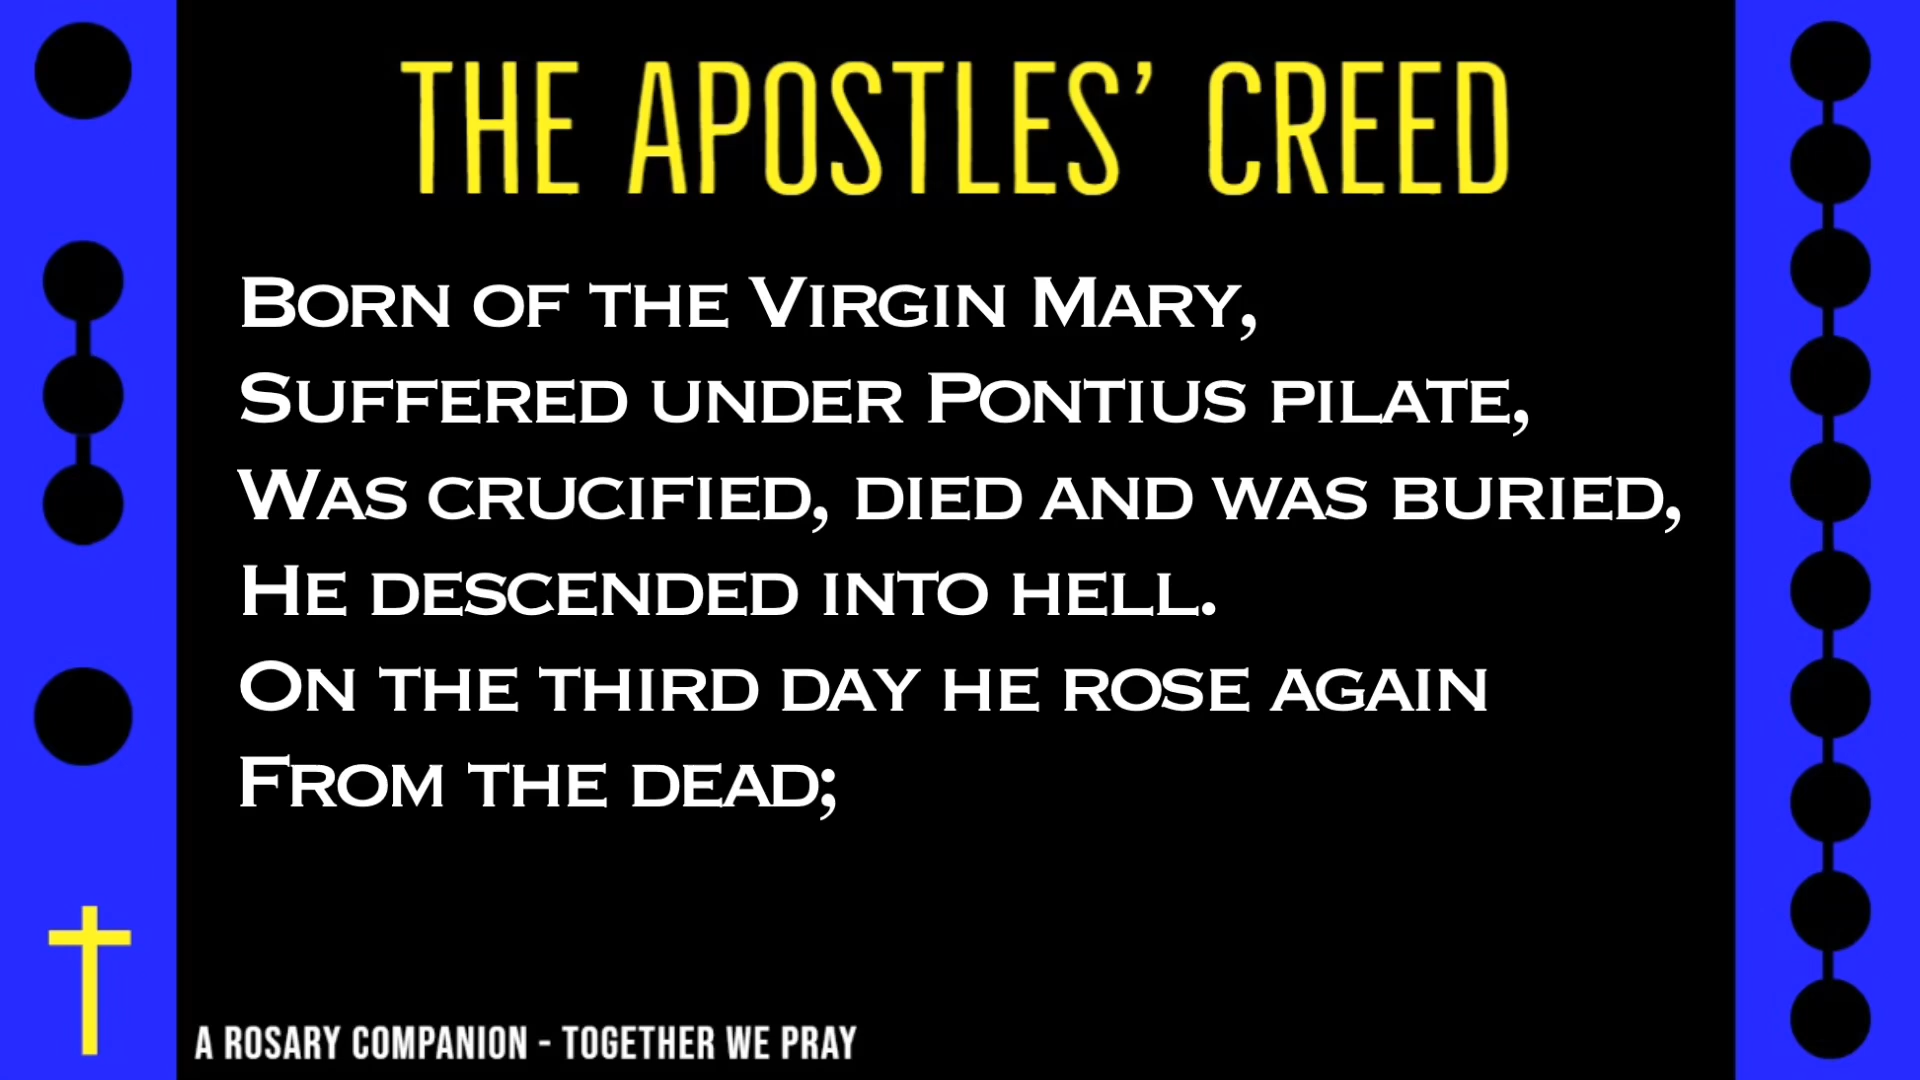 THE APOSTLES’ CREED
Born of the Virgin Mary,
Suffered under Pontius pilate,
Was crucified, died and was buried,
He descended into hell.
On the third day he rose again
From the dead;
A ROSARY COMPANION - TOGETHER WE PRAY